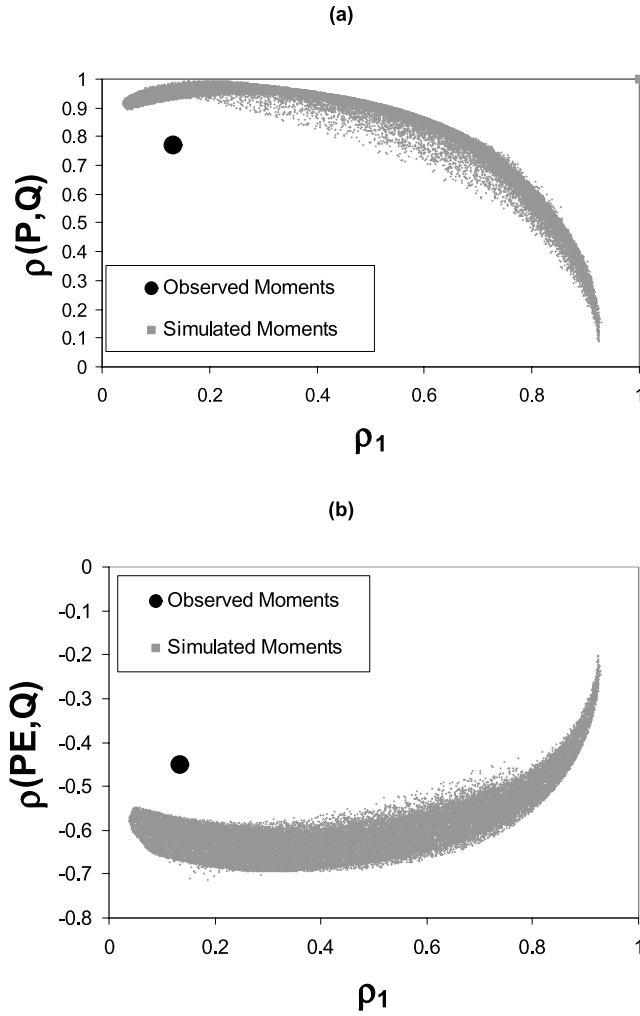 (a)
1
0.9
0.8
0.7
0.6
0.5
0.4
0.3
0.2
0.1
0
ρ(P,Q)
Observed Moments
Simulated Moments
0 0.2 0.4 0.6 0.8 1
ρ1
(b)
0
-0.1
-0.2
-0.3
-0.4
-0.5
-0.6
-0.7
-0.8
ρ(PE,Q)
Observed Moments
Simulated Moments
0 0.2 0.4 0.6 0.8 1
ρ1